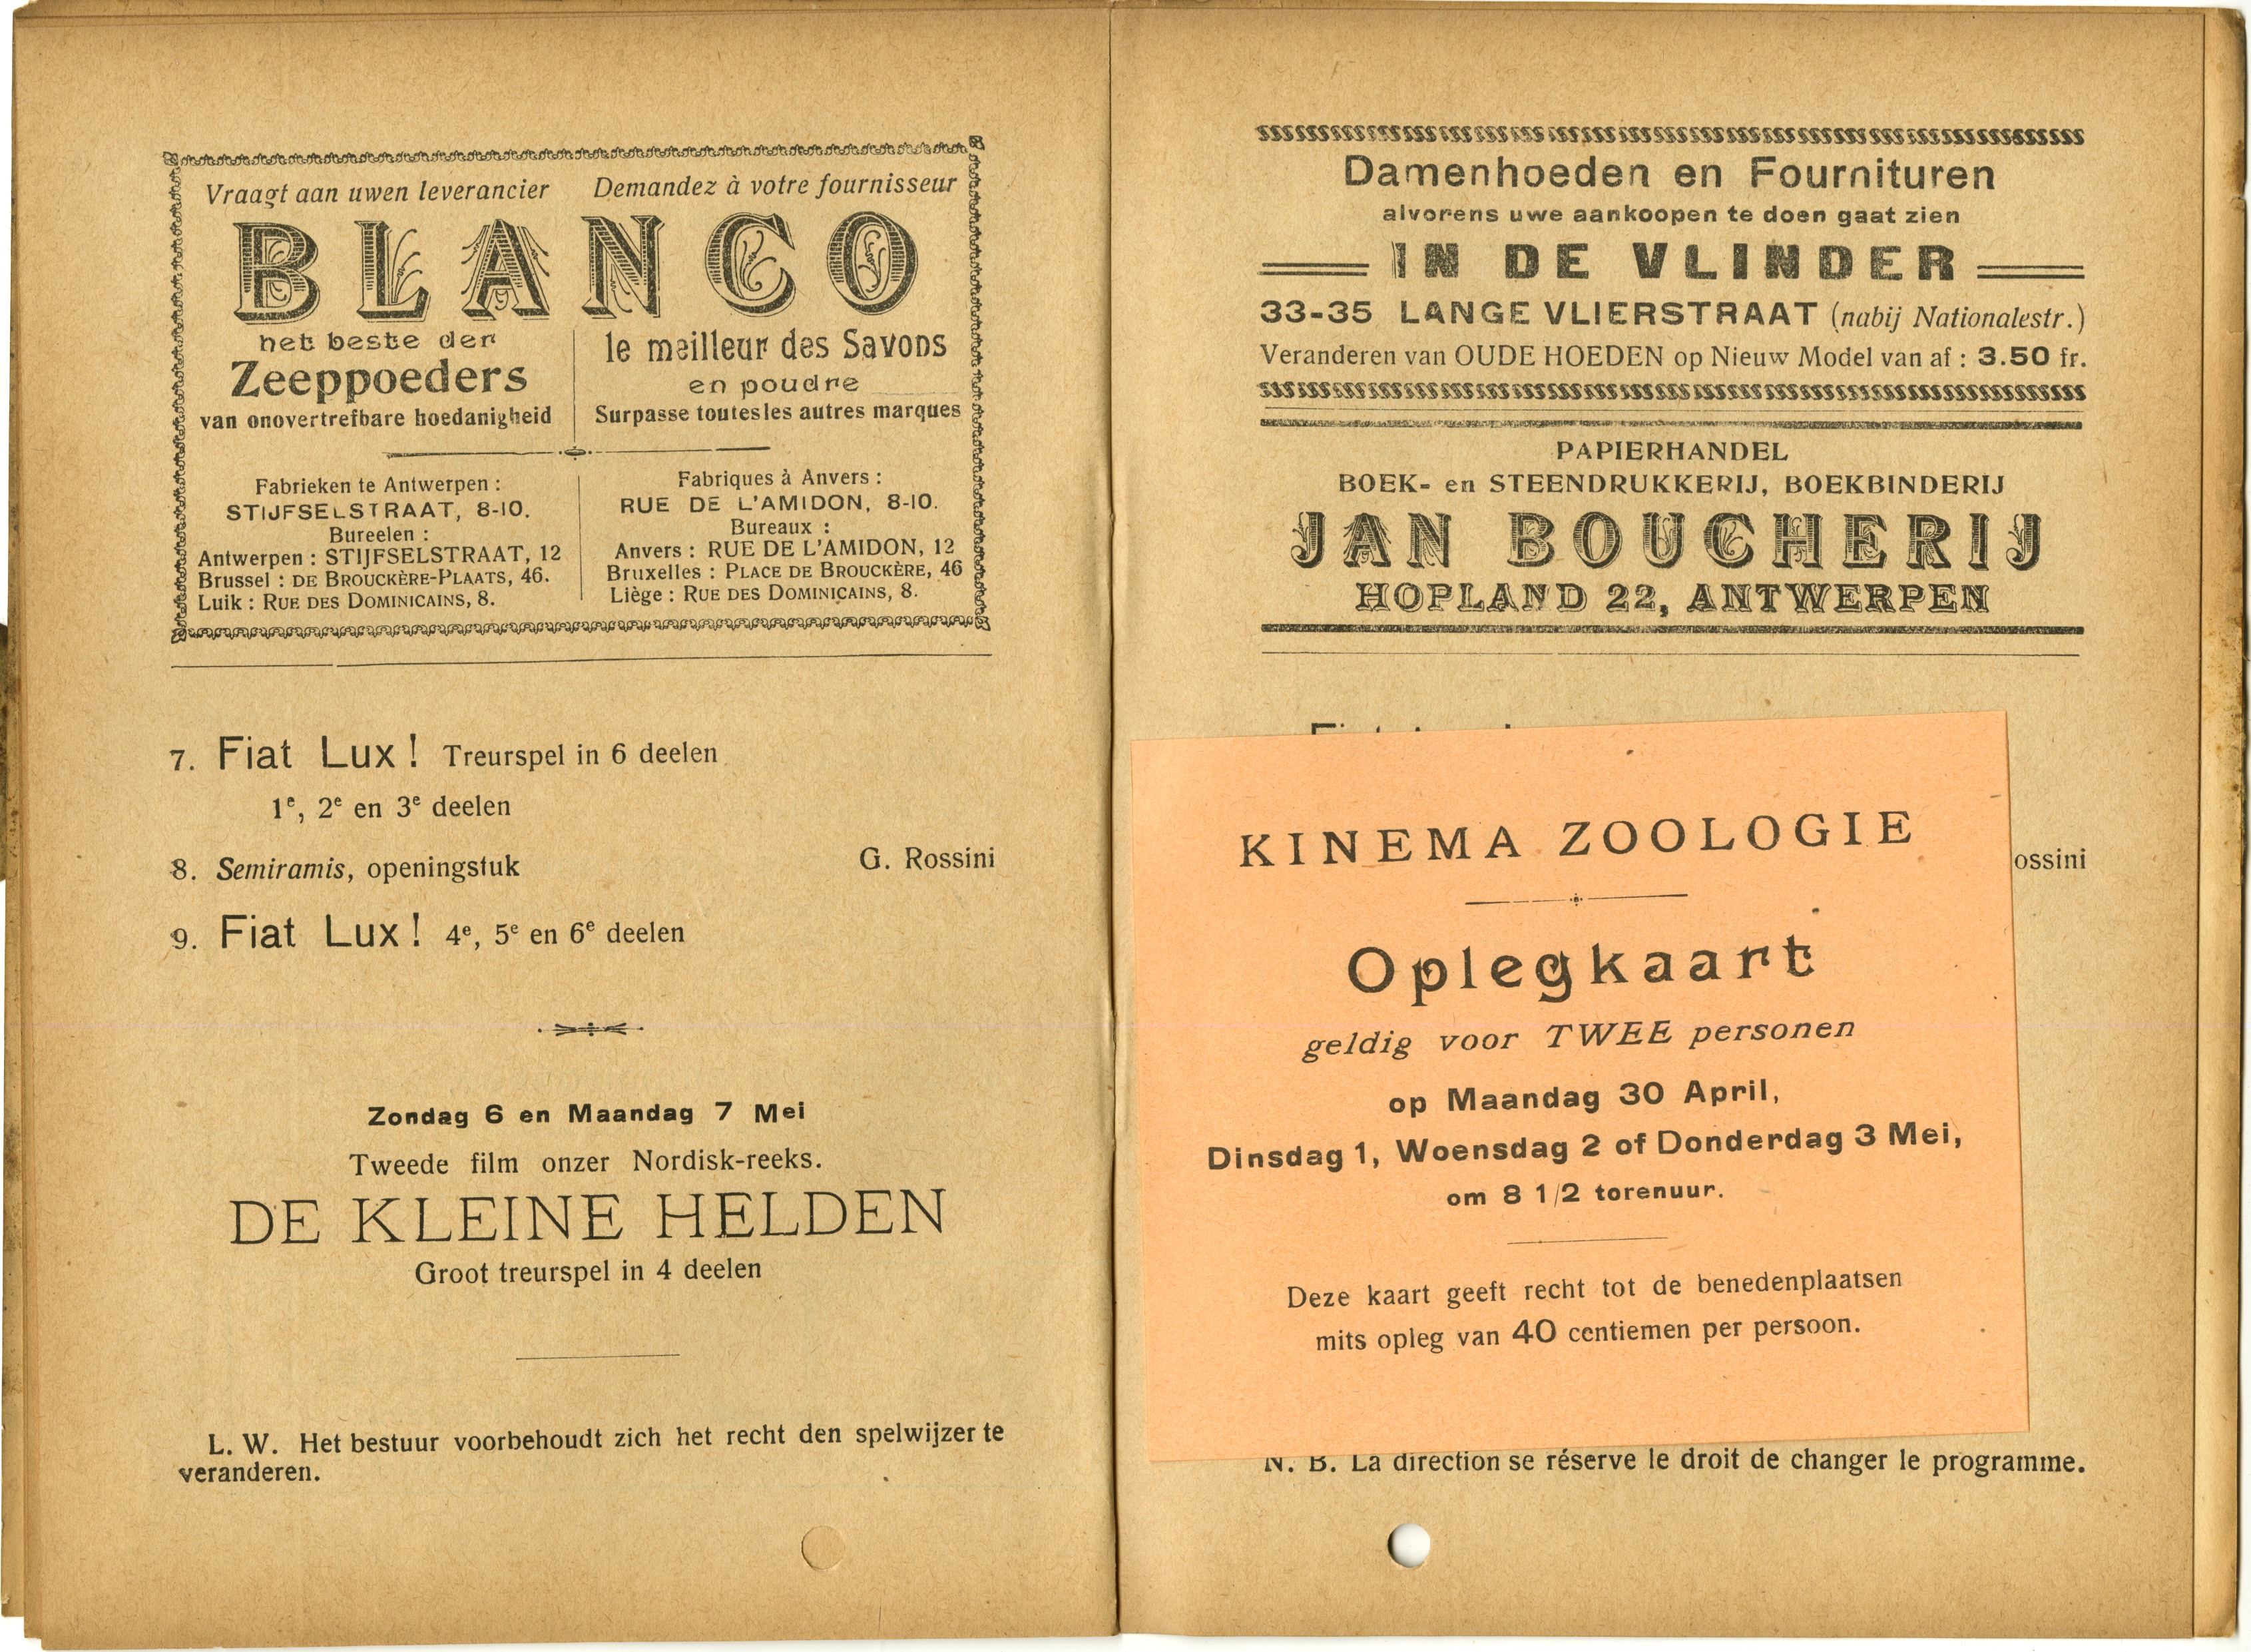 Vraagt aan uwen leverancier
Demandez à votre fournisseur
BLANCO
het beste der
Zeeppoeders
van onovertrefbare hoedanigheid
le meilleur des Savons
en poudre
Surpasse toutes les autres marques
Fabrieken te Antwerpen :
STIJFSELSTRAAT, 8-10.
Bureelen :
Antwerpen : STIJFSELSTRAAT, 12
Brussel : DE BROUCKÈRE-PLAATS, 46.
Luik : RUE DES DOMINICAINS, 8.
Fabriques à Anvers :
RUE DE L'AMIDON, 8-10.
Bureaux :
Anvers : RUE DE L'AMIDON, 12
Bruxelles : PLACE DE BROUCKÈRE, 46
Liège : RUE DES DOMINICAINS, 8.
7. Fiat Lux ! Treurspel in 6 deelen
1e, 2e en 3e deelen
8. Semiramis, openingstuk G. Rossini
9. Fiat Lux ! 4e, 5e en 6e deelen
Zondag 6 en Maandag 7 Mei
Tweede film onzer Nordisk-reeks.
DE KLEINE HELDEN
Groot treurspel in 4 deelen
L. W. Het bestuur voorbehoudt zich het recht den spelwijzer te
veranderen.
Damenhoeden en Fournituren
alvorens uwe aankoopen te doen gaat zien
IN DE VLINDER
33-35 LANGE VLIERSTRAAT (nabij Nationalestr.)
Veranderen van OUDE HOEDEN op Nieuw Model van af : 3.50 fr.
PAPIERHANDEL
BOEK- en STEENDRUKKERIJ, BOEKBINDERIJ
JAN BOUCHERIJ
HOPLAND 22, ANTWERPEN
KINEMA ZOOLOGIE
ossini
Oplegkaart
geldig voor TWEE personen
op Maandag 30 April,
Dinsdag 1, Woensdag 2 of Donderdag 3 Mei,
om 8 1/2 torenuur.
Deze kaart geeft recht tot de benedenplaatsen
mits opleg van 40 centiemen per persoon.
N. B. La direction se réserve le droit de changer le programme.